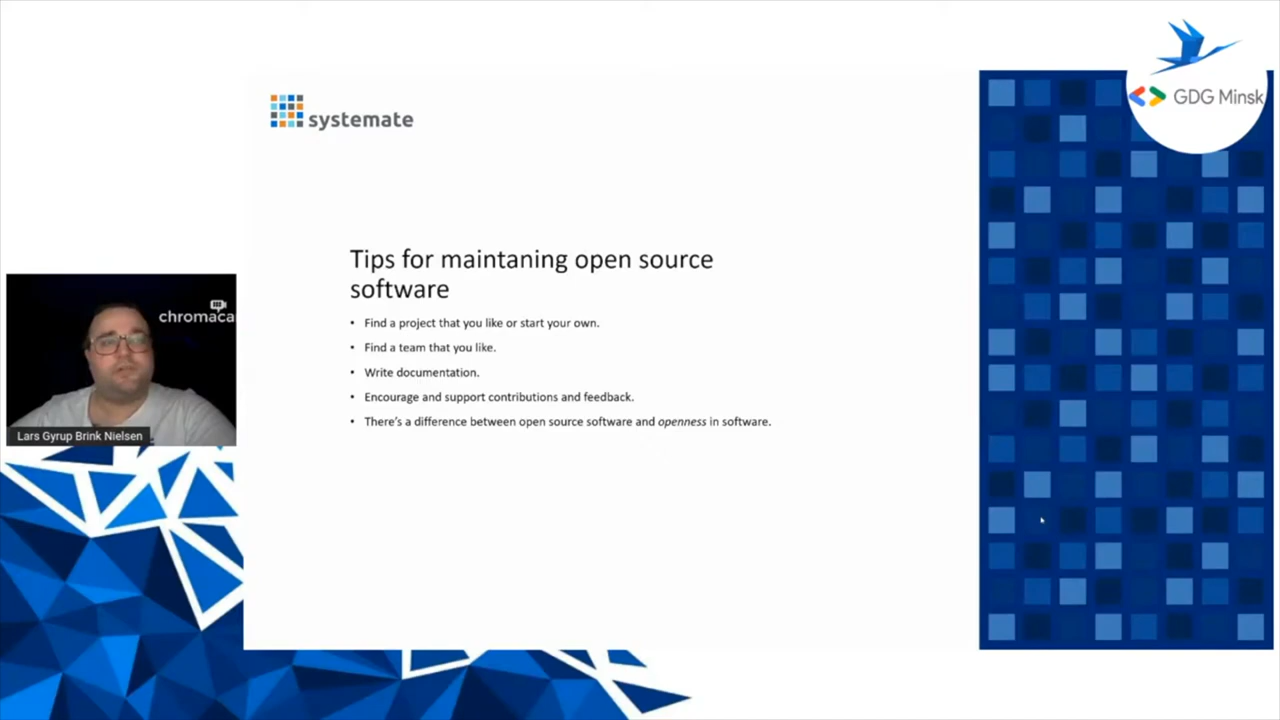 systemate
GDG Minsk
Tips for maintaning open source
software
• Find a project that you like or start your own.
• Find a team that you like.
• Write documentation.
• Encourage and support contributions and feedback.
• There's a difference between open source software and openness in software.
chromaca
Lars Gyrup Brink Nielsen